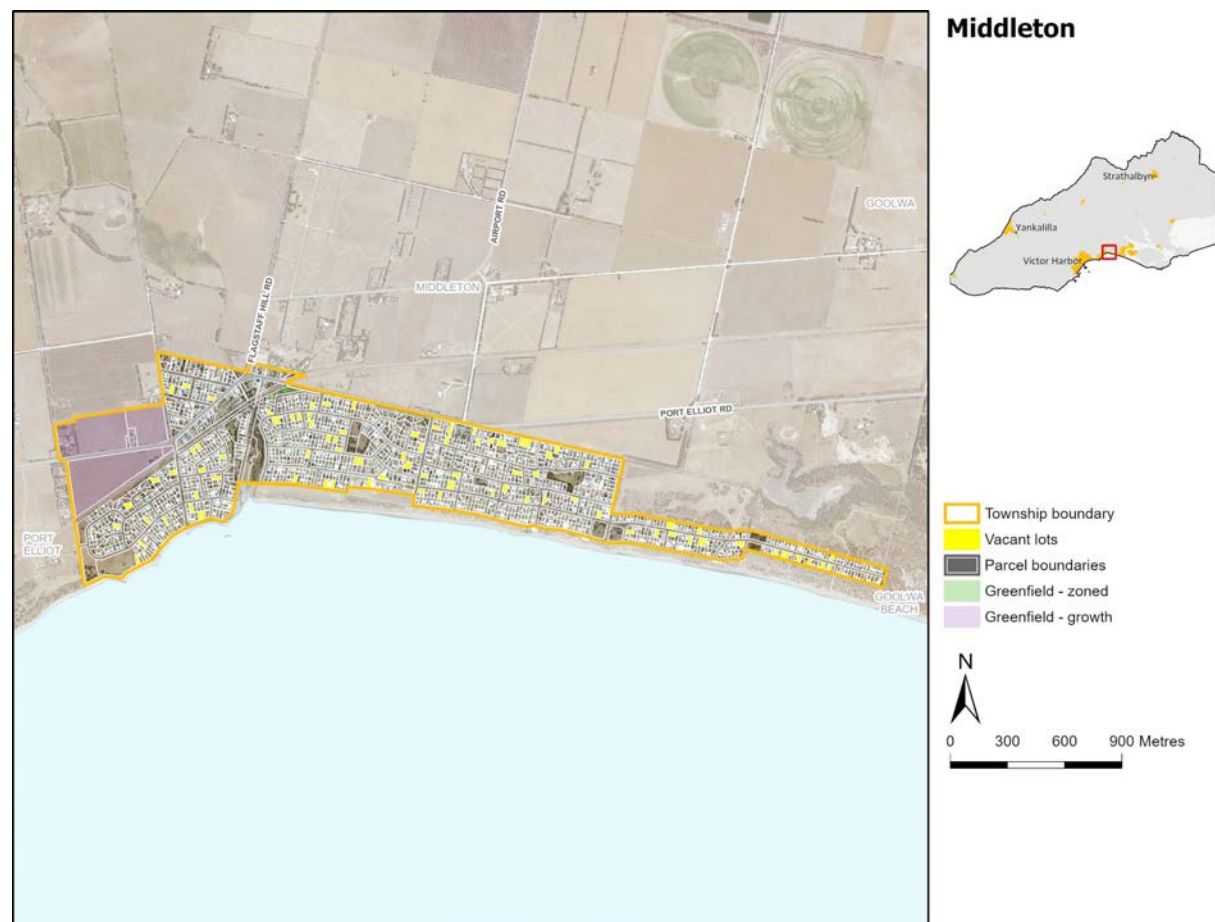 Middleton
Strathalbyn
Yankalilla
Victor Harbor
GOOLWA
AIRPORT RD
MIDDLETON
FLAGSTAFF HILL RD
PORT ELLIOT RD
PORT
ELLIOT
GOOLWA
BEACH
Township boundary
Vacant lots
Parcel boundaries
Greenfield - zoned
Greenfield - growth
N
0 300 600 900 Metres